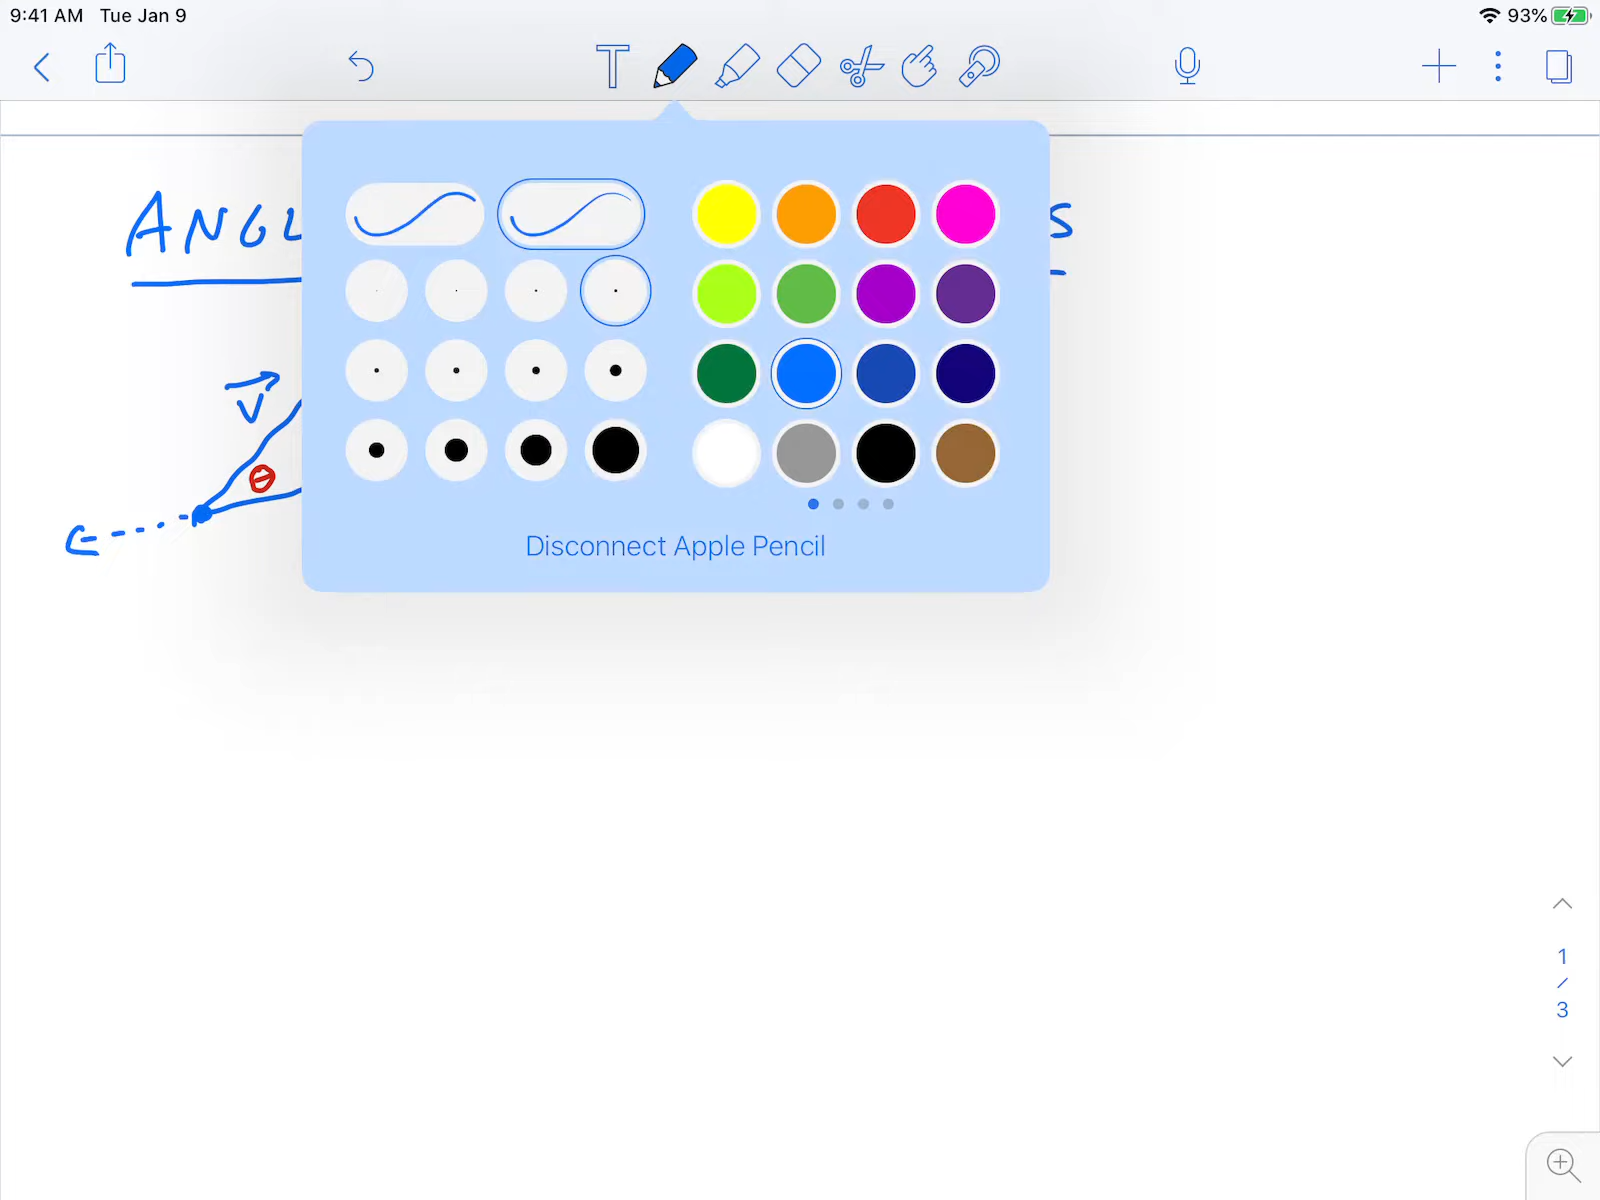 9:41 AM Tue Jan 9
93%
T
ANGL
S
V
θ
Disconnect Apple Pencil
1
/
3